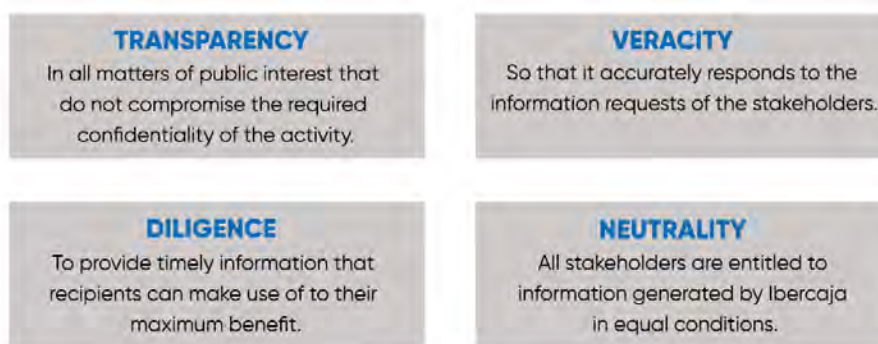 TRANSPARENCY
In all matters of public interest that
do not compromise the required
confidentiality of the activity.
VERACITY
So that it accurately responds to the
information requests of the stakeholders.
DILIGENCE
To provide timely information that
recipients can make use of to their
maximum benefit.
NEUTRALITY
All stakeholders are entitled to
information generated by Ibercaja
in equal conditions.